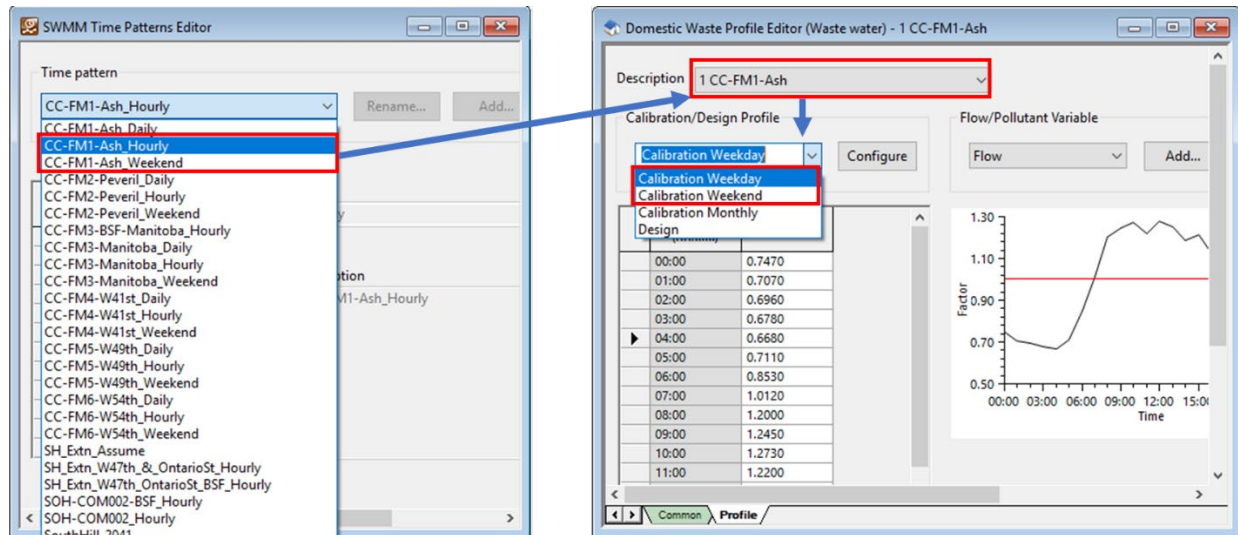 SWMM Time Patterns Editor
Time pattern
CC-FM1-Ash_Hourly
Rename...
Add...
CC-FM1-Ash_Daily
CC-FM1-Ash_Hourly
CC-FM1-Ash_Weekend
CC-FM2-Peveril_Daily
CC-FM2-Peveril_Hourly
CC-FM2-Peveril_Weekend
CC-FM3-BSF-Manitoba_Hourly
CC-FM3-Manitoba_Daily
CC-FM3-Manitoba_Hourly
CC-FM3-Manitoba_Weekend
CC-FM4-W41st_Daily
CC-FM4-W41st_Hourly
CC-FM4-W41st_Weekend
CC-FM5-W49th_Daily
CC-FM5-W49th_Hourly
CC-FM5-W49th_Weekend
CC-FM6-W54th_Daily
CC-FM6-W54th_Hourly
CC-FM6-W54th_Weekend
SH_Extn_Assume
SH_Extn_W47th_&_OntarioSt_Hourly
SH_Extn_W47th_OntarioSt_BSF_Hourly
SOH-COM002-BSF_Hourly
SOH-COM002_Hourly
SouthHill_2041
y
ption
M1-Ash_Hourly
Domestic Waste Profile Editor (Waste water) - 1 CC-FM1-Ash
Description
1 CC-FM1-Ash
Calibration/Design Profile
Calibration Weekday
Configure
Calibration Weekday
Calibration Weekend
Calibration Monthly
Design
00:00 0.7470
01:00 0.7070
02:00 0.6960
03:00 0.6780
04:00 0.6680
05:00 0.7110
06:00 0.8530
07:00 1.0120
08:00 1.2000
09:00 1.2450
10:00 1.2730
11:00 1.2200
Flow/Pollutant Variable
Flow
Add...
1.30
1.10
0.90
0.70
0.50
Factor
00:00 03:00 06:00 09:00 12:00 15:00
Time
Common
Profile